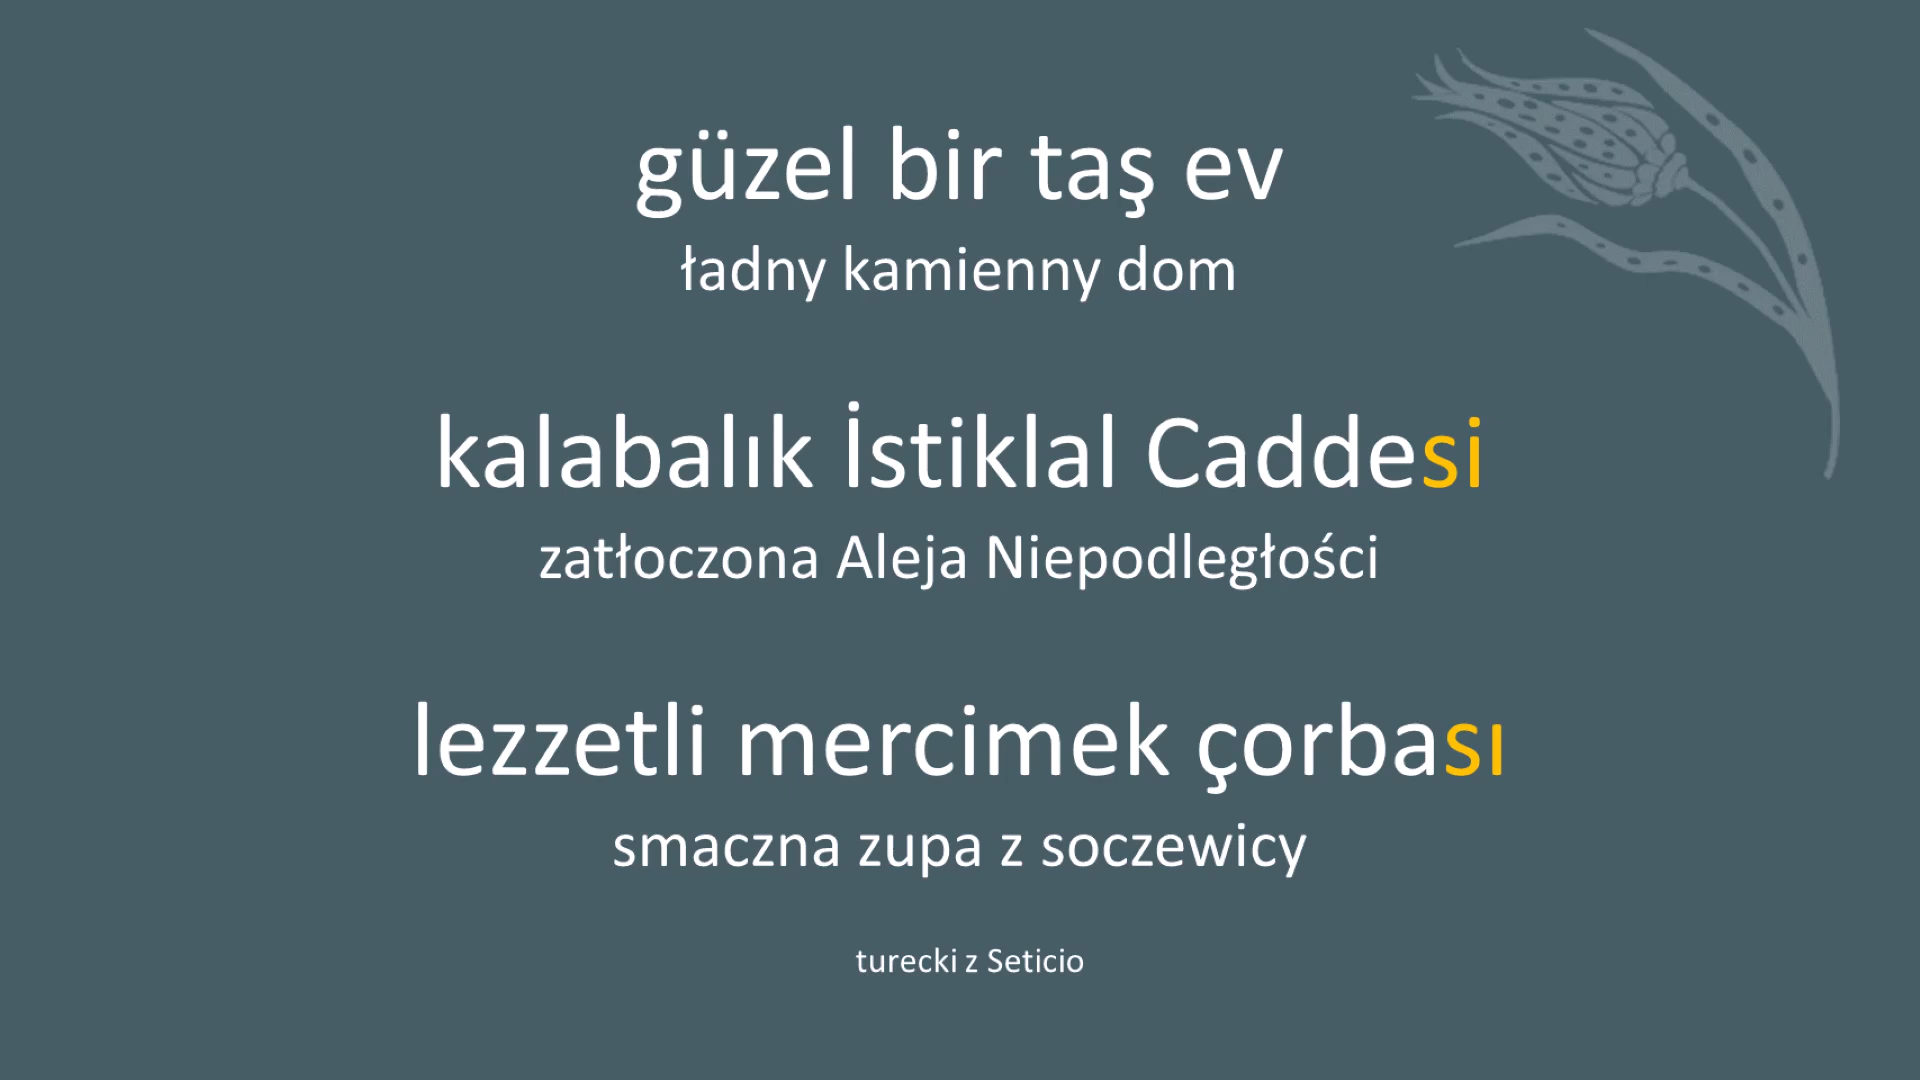 güzel bir taş ev
ładny kamienny dom
kalabalık İstiklal Caddesi
zatłoczona Aleja Niepodległości
lezzetli mercimek çorbası
smaczna zupa z soczewicy
turecki z Seticio